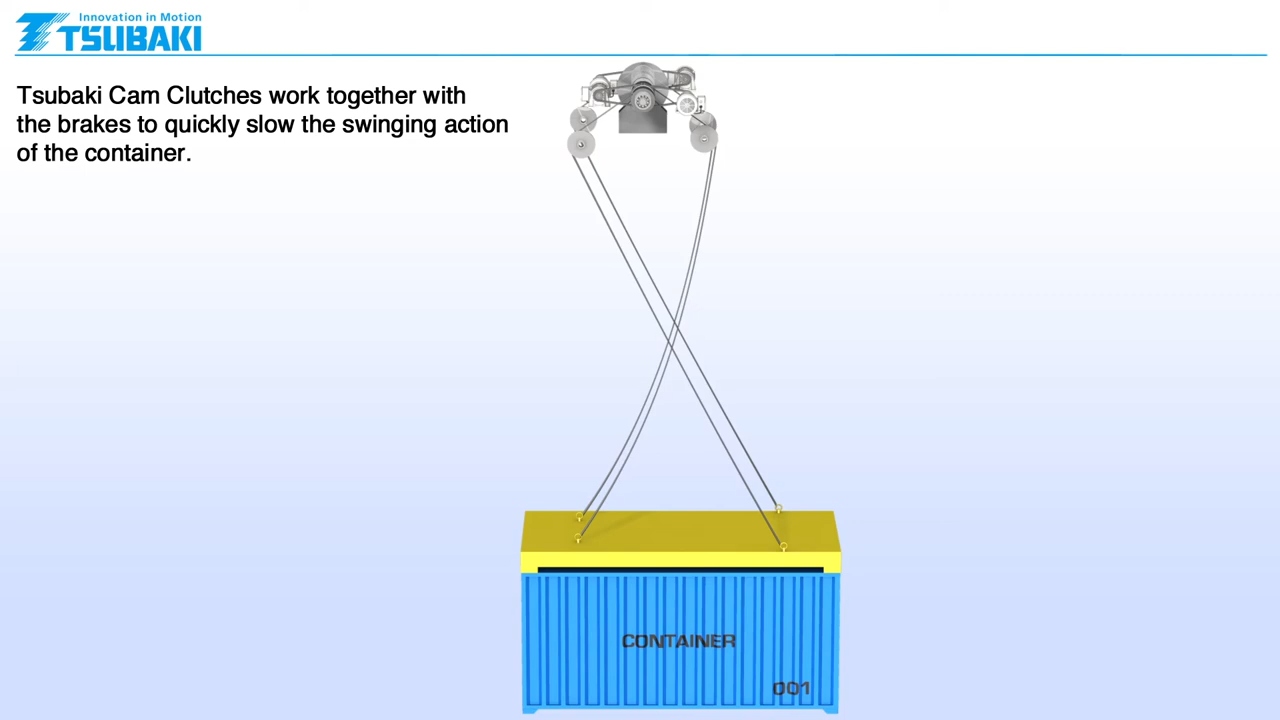 Innovation in Motion
TSUBAKI
Tsubaki Cam Clutches work together with
the brakes to quickly slow the swinging action
of the container.
CONTAINER
001